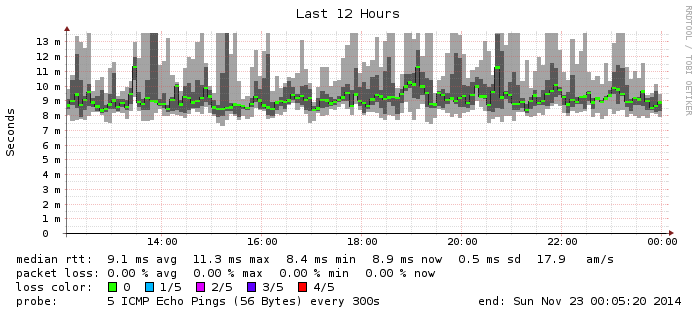 Last 12 Hours
RRDTOOL / TOBI OETIKER
Seconds
13 m
12 m
11 m
10 m
9 m
8 m
7 m
6 m
5 m
4 m
3 m
2 m
1 m
0
14:00 16:00 18:00 20:00 22:00 00:00
median rtt: 9.1 ms avg 11.3 ms max 8.4 ms min 8.9 ms now 0.5 ms sd 17.9 am/s
packet loss: 0.00 % avg 0.00 % max 0.00 % min 0.00 % now
loss color: 0 1/5 2/5 3/5 4/5
probe: 5 ICMP Echo Pings (56 Bytes) every 300s end: Sun Nov 23 00:05:20 2014